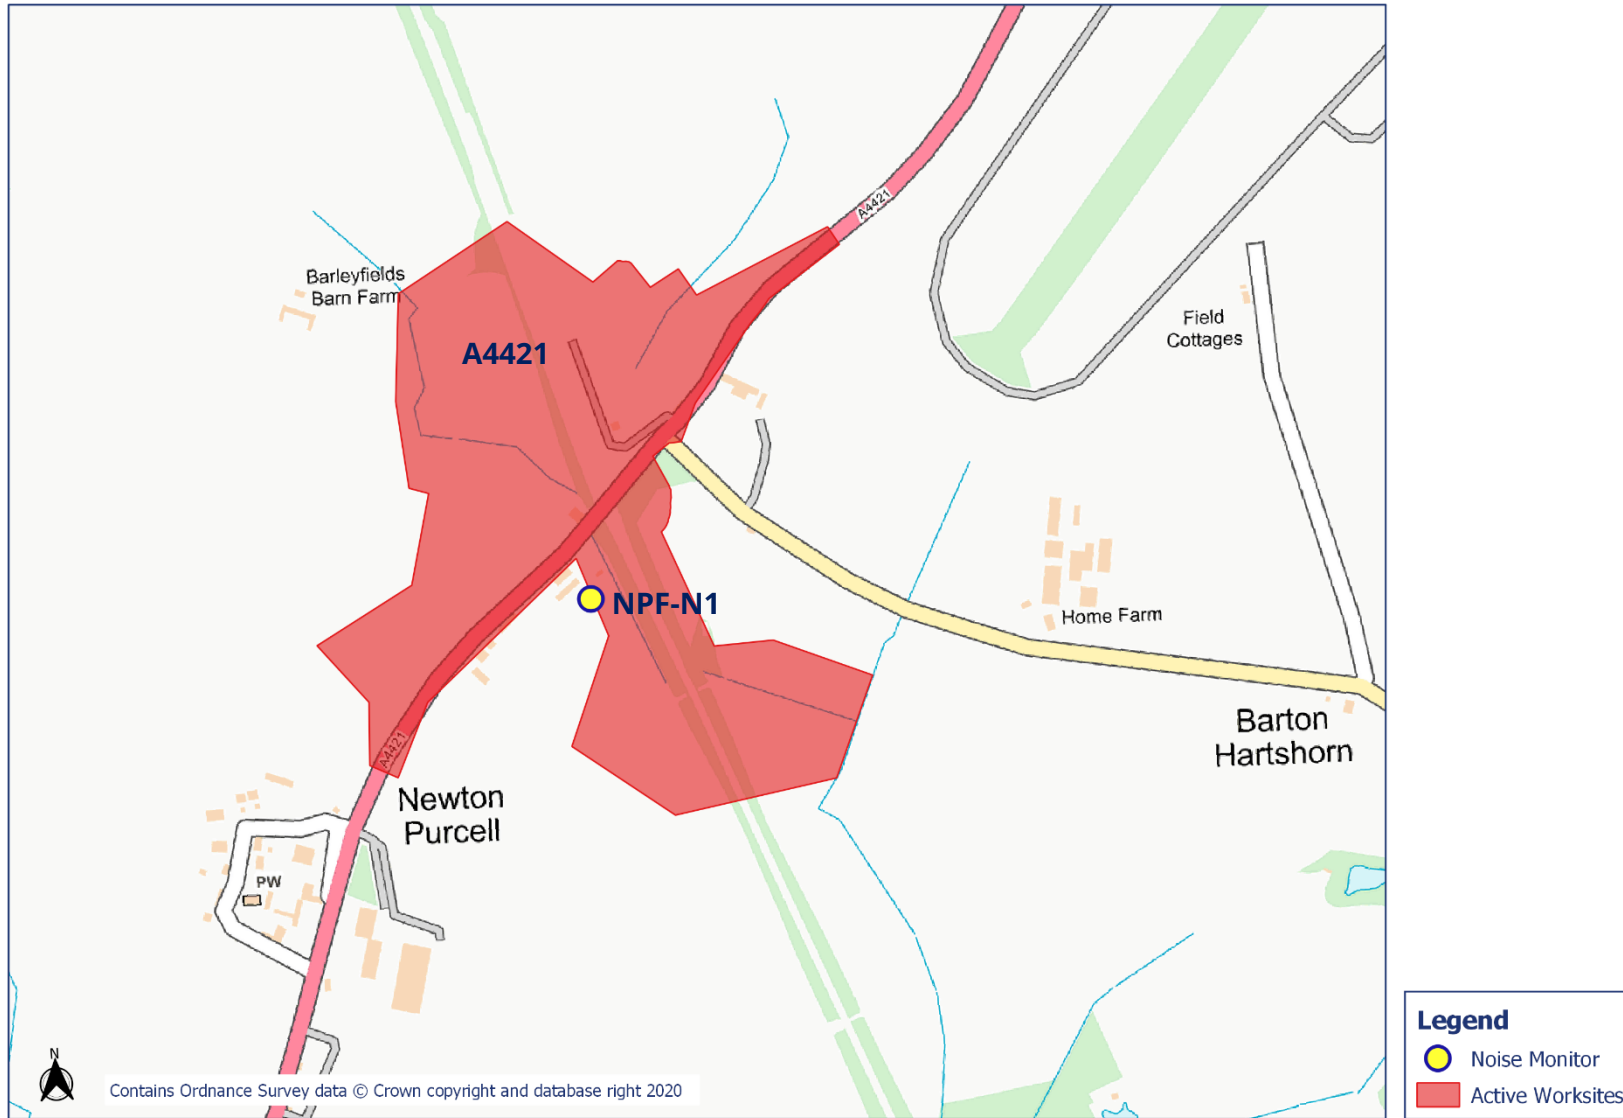 A4421
Barleyfields
Barn Farm
Field
Cottages
A4421
NPF-N1
Home Farm
Barton
Hartshorn
A4421
Newton
Purcell
PW
N
Contains Ordnance Survey data © Crown copyright and database right 2020
Legend
Noise Monitor
Active Worksites